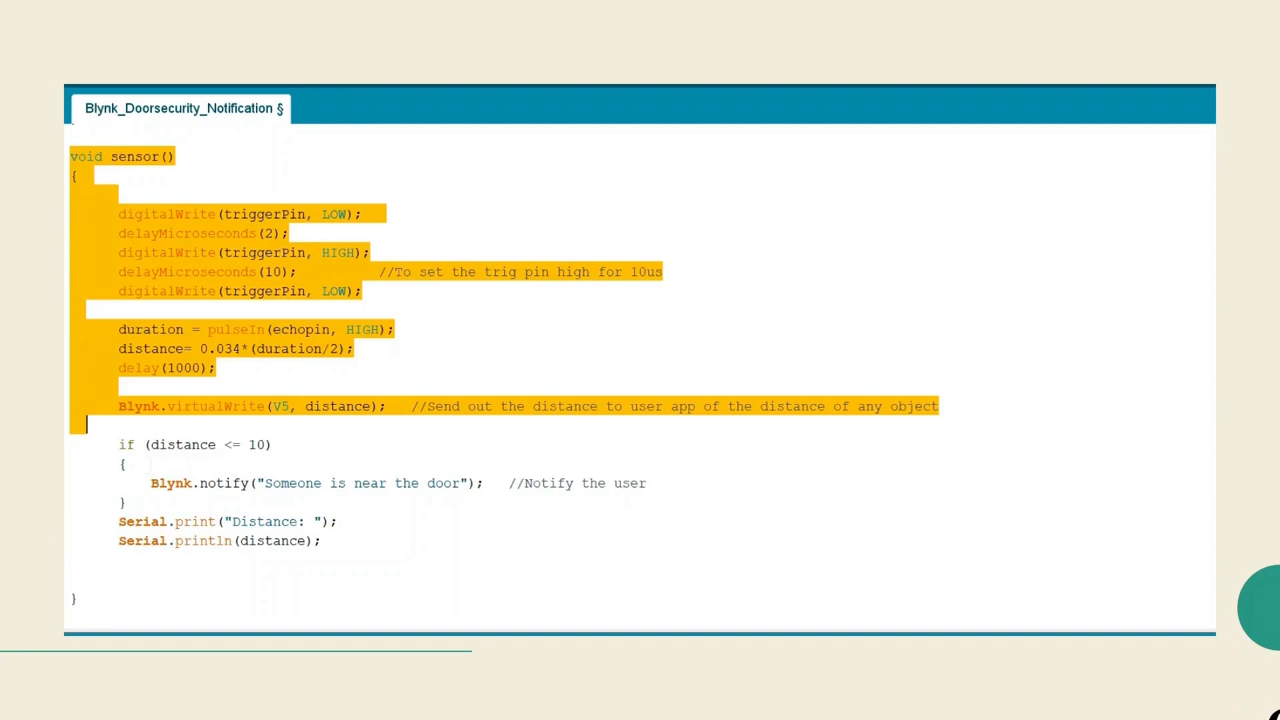 Blynk_Doorsecurity_Notification §
void sensor()
{
digitalWrite(triggerPin, LOW);
delayMicroseconds(2);
digitalWrite(triggerPin, HIGH);
delayMicroseconds(10); //To set the trig pin high for 10us
digitalWrite(triggerPin, LOW);
duration = pulseIn(echopin, HIGH);
distance= 0.034*(duration/2);
delay(1000);
Blynk.virtualWrite(V5, distance); //Send out the distance to user app of the distance of any object
if (distance <= 10)
{
Blynk.notify("Someone is near the door"); //Notify the user
}
Serial.print("Distance: ");
Serial.println(distance);
}